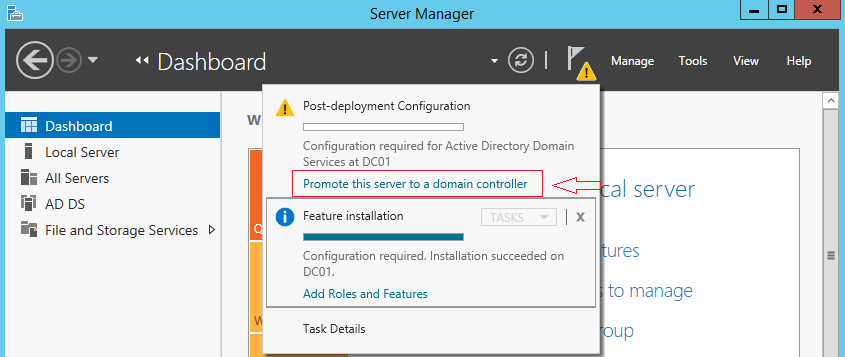 Server Manager
Dashboard
Manage Tools View Help
Dashboard
Local Server
All Servers
AD DS
File and Storage Services
W
Post-deployment Configuration
Configuration required for Active Directory Domain
Services at DC01
Promote this server to a domain controller
Feature installation
TASKS
X
Configuration required. Installation succeeded on
DC01.
Add Roles and Features
Task Details
cal server
Q
tures
s to manage
W
roup